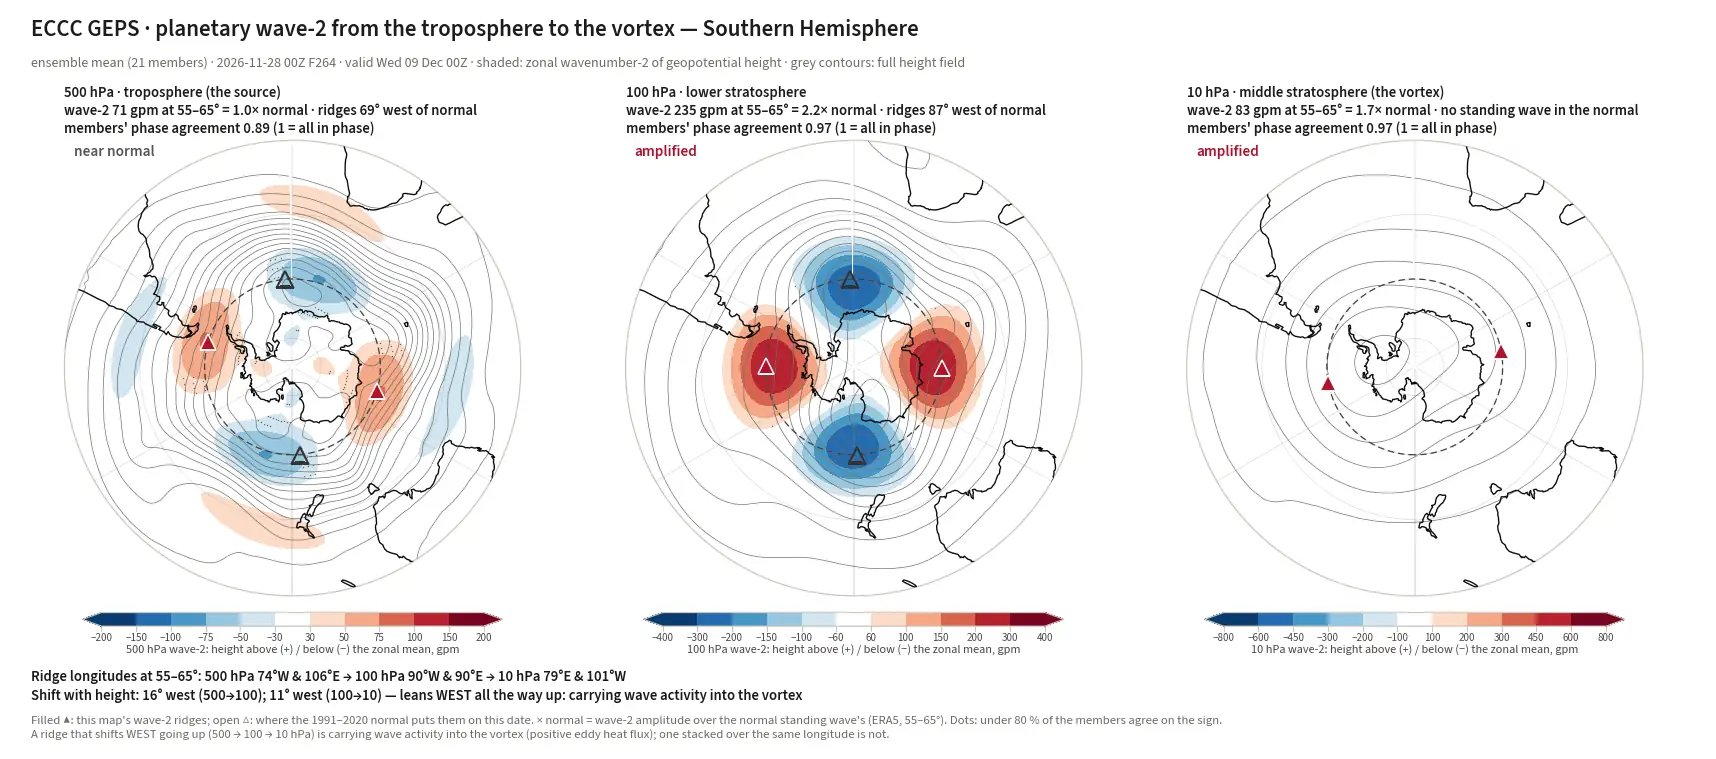 ECCC GEPS · planetary wave-2 from the troposphere to the vortex — Southern Hemisphere
ensemble mean (21 members) · 2026-11-28 00Z F264 · valid Wed 09 Dec 00Z · shaded: zonal wavenumber-2 of geopotential height · grey contours: full height field
500 hPa · troposphere (the source)
wave-2 71 gpm at 55–65° = 1.0× normal · ridges 69° west of normal
members' phase agreement 0.89 (1 = all in phase)
near normal
100 hPa · lower stratosphere
wave-2 235 gpm at 55–65° = 2.2× normal · ridges 87° west of normal
members' phase agreement 0.97 (1 = all in phase)
amplified
10 hPa · middle stratosphere (the vortex)
wave-2 83 gpm at 55–65° = 1.7× normal · no standing wave in the normal
members' phase agreement 0.97 (1 = all in phase)
amplified
−200 −150 −100 −75 −50 −30 30 50 75 100 150 200
500 hPa wave-2: height above (+) / below (−) the zonal mean, gpm
−400 −300 −200 −150 −100 −60 60 100 150 200 300 400
100 hPa wave-2: height above (+) / below (−) the zonal mean, gpm
−800 −600 −450 −300 −200 −100 100 200 300 450 600 800
10 hPa wave-2: height above (+) / below (−) the zonal mean, gpm
Ridge longitudes at 55–65°: 500 hPa 74°W & 106°E → 100 hPa 90°W & 90°E → 10 hPa 79°E & 101°W
Shift with height: 16° west (500→100); 11° west (100→10) — leans WEST all the way up: carrying wave activity into the vortex
Filled ▲: this map's wave-2 ridges; open △: where the 1991–2020 normal puts them on this date. × normal = wave-2 amplitude over the normal standing wave's (ERA5, 55–65°). Dots: under 80 % of the members agree on the sign.
A ridge that shifts WEST going up (500 → 100 → 10 hPa) is carrying wave activity into the vortex (positive eddy heat flux); one stacked over the same longitude is not.